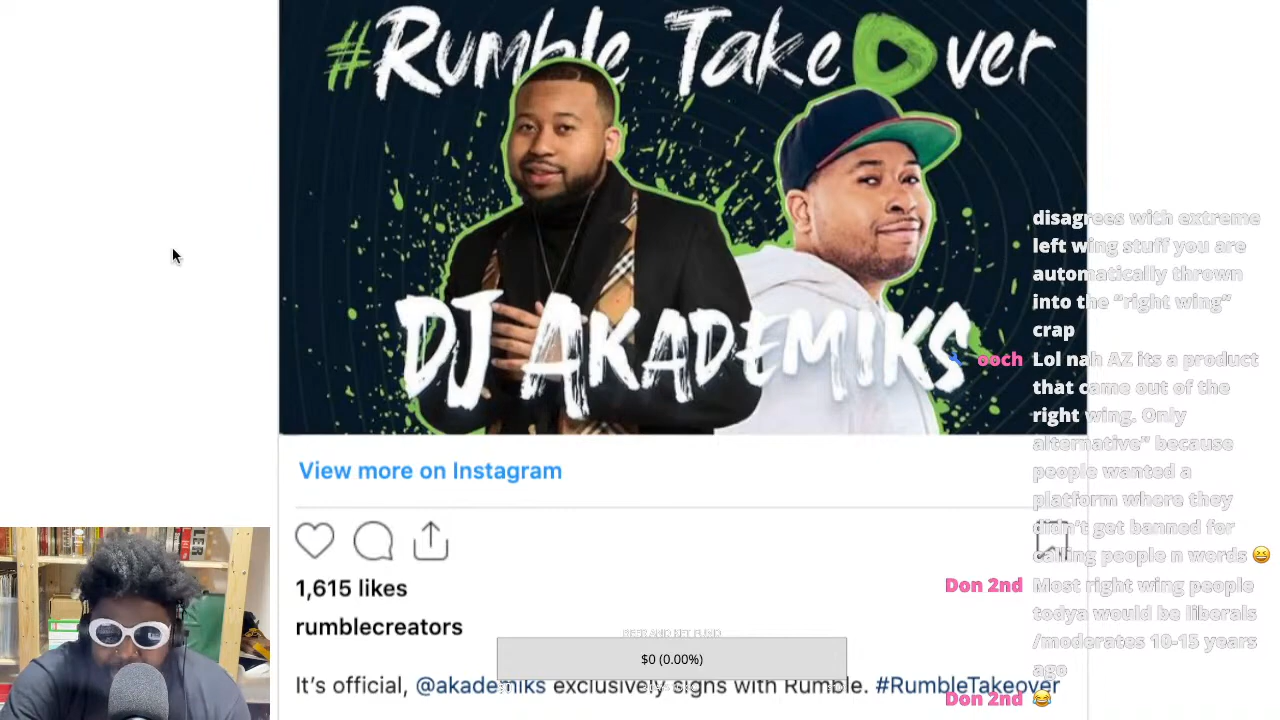 #Rumble TakeOver
DJ AKADEMIKS
View more on Instagram
1,615 likes
rumblecreators
It's official, @akademiks exclusively signs with Rumble. #RumbleTakeover
$0 (0.00%)
disagrees with extreme
left wing stuff you are
automatically thrown
into the "right wing"
crap
ooch Lol nah AZ its a product
that came out of the
right wing. Only
alternative" because
people wanted a
platform where they
didn't get banned for
calling people n words 😆
Don 2nd Most right wing people
todya would be liberals
/moderates 10-15 years
ago
Don 2nd 😂